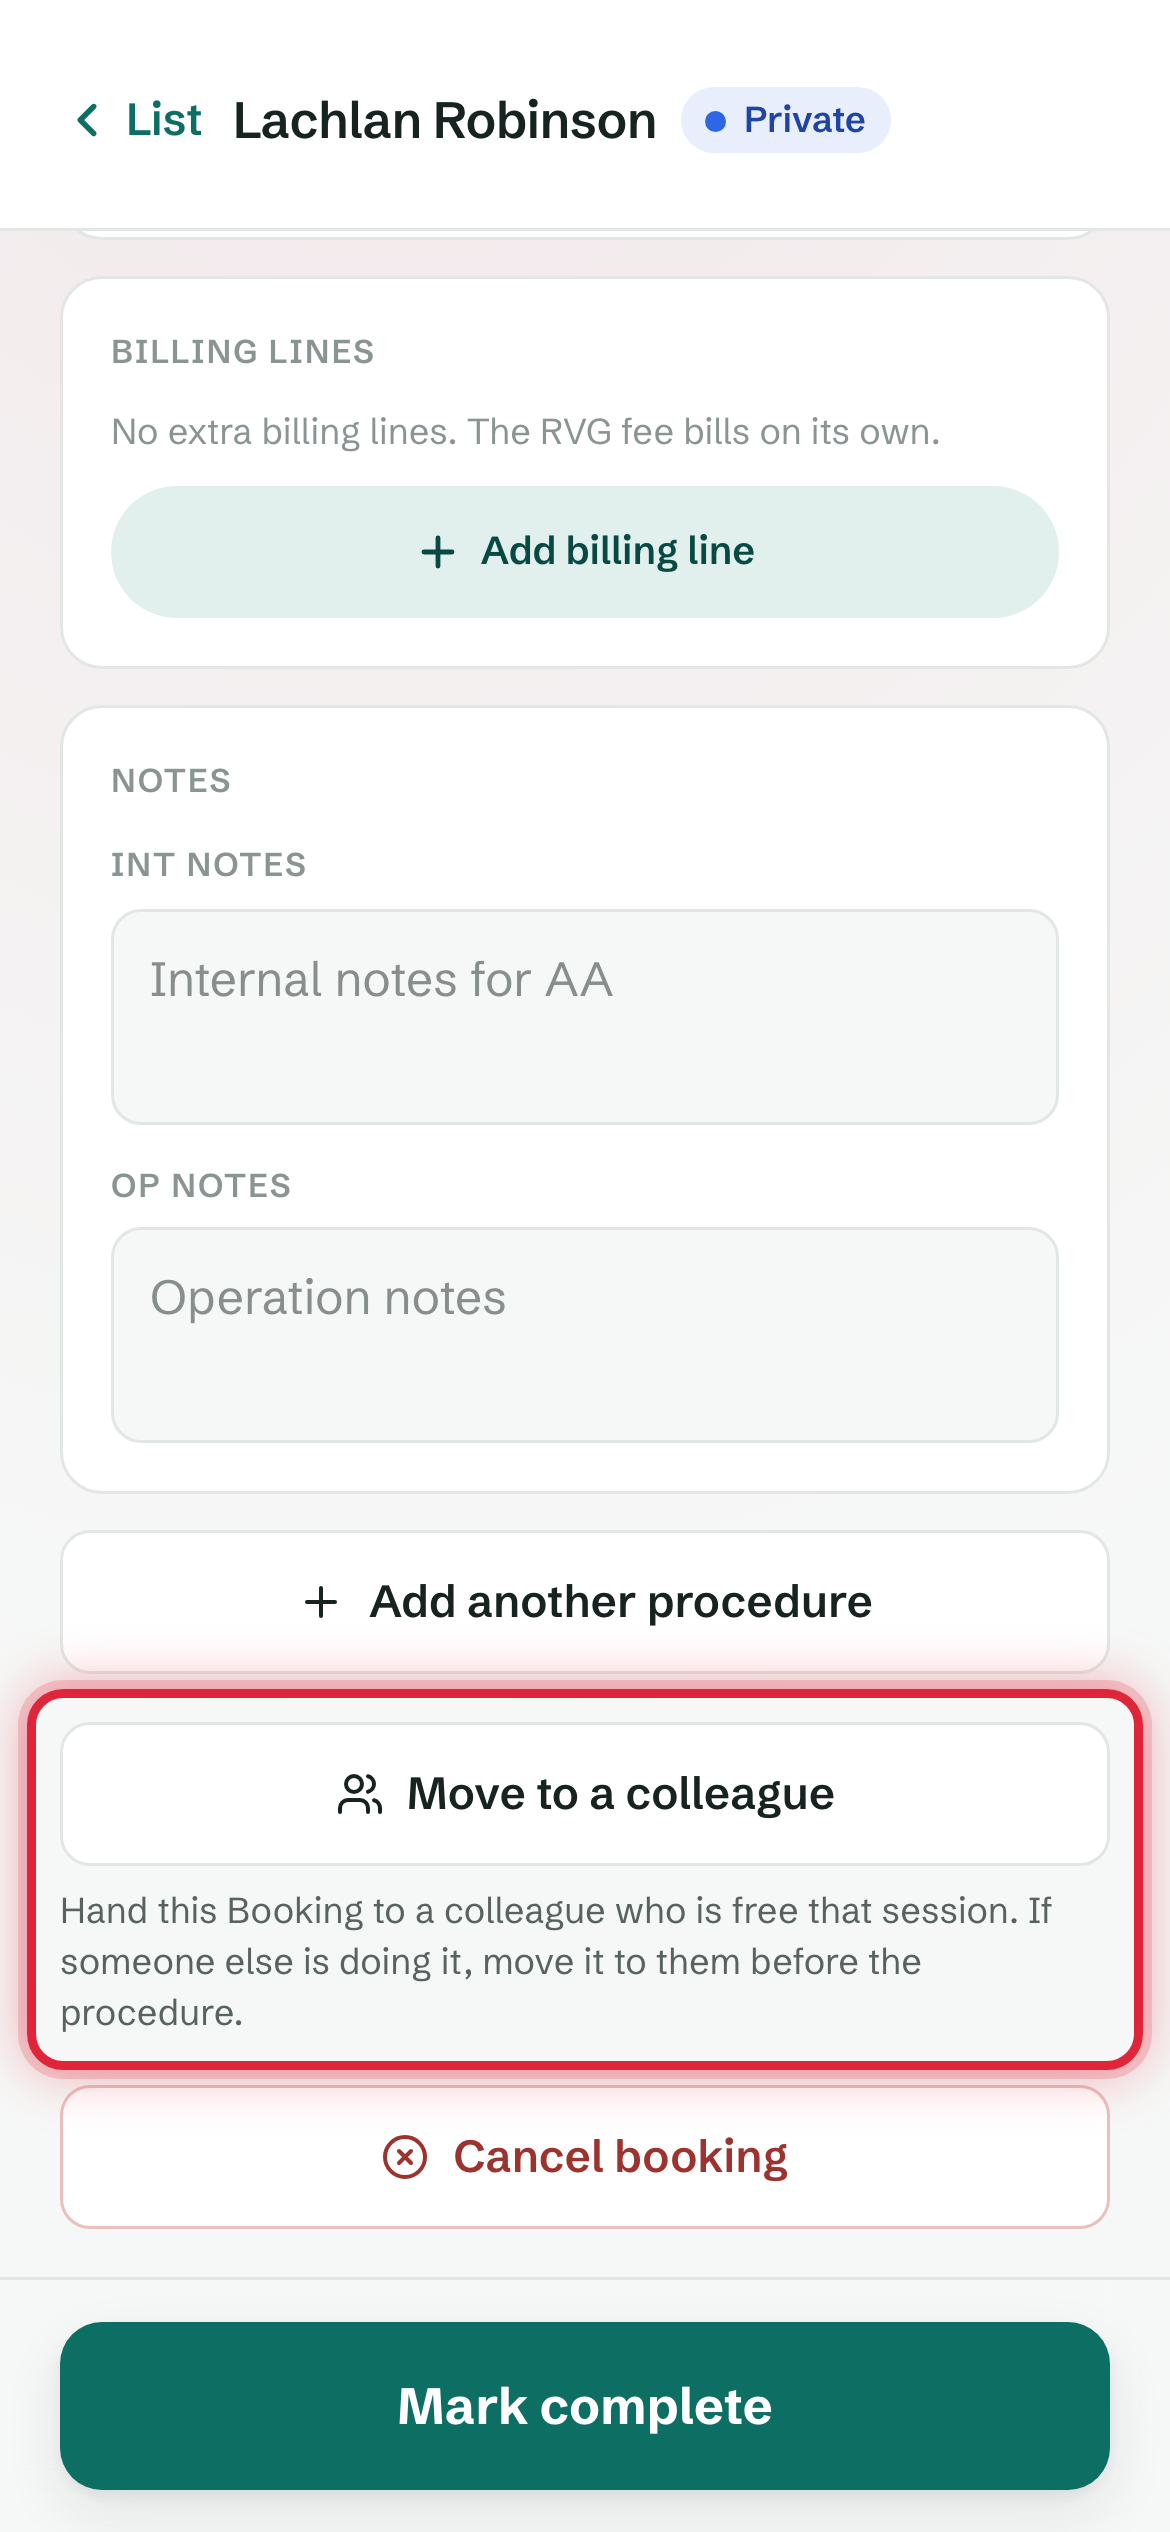 List Lachlan Robinson Private
BILLING LINES
No extra billing lines. The RVG fee bills on its own.
Add billing line
NOTES
INT NOTES
Internal notes for AA
OP NOTES
Operation notes
Add another procedure
Move to a colleague
Hand this Booking to a colleague who is free that session. If
someone else is doing it, move it to them before the
procedure.
Cancel booking
Mark complete